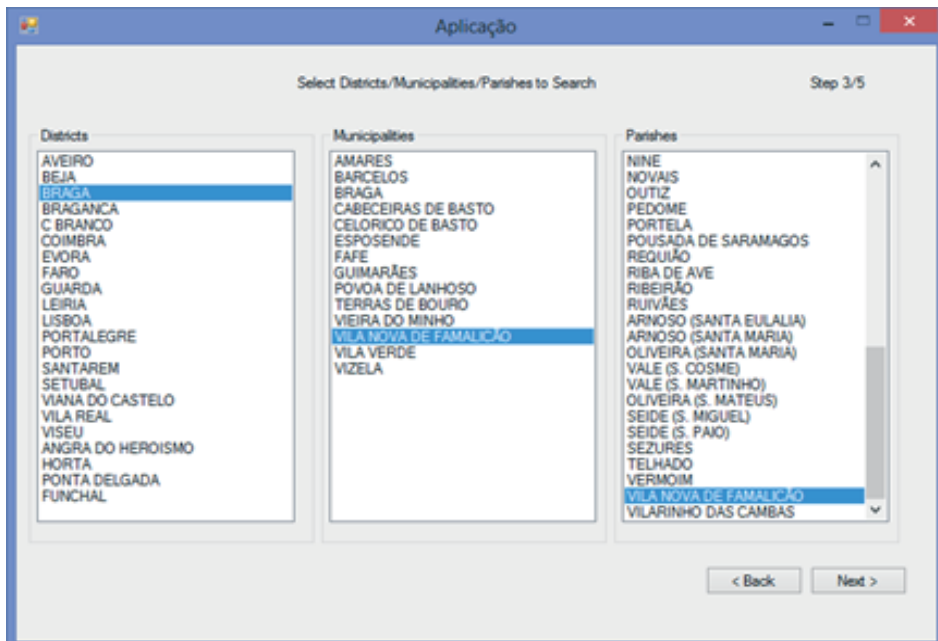 Aplicação
Select Districts/Municipalities/Parishes to Search
Step 3/5
Districts
AVEIRO
BEJA
BRAGA
BRAGANCA
C BRANCO
COIMBRA
EVORA
FARO
GUARDA
LEIRIA
LISBOA
PORTALEGRE
PORTO
SANTAREM
SETUBAL
VIANA DO CASTELO
VILA REAL
VISEU
ANGRA DO HEROISMO
HORTA
PONTA DELGADA
FUNCHAL
Municipalities
AMARES
BARCELOS
BRAGA
CABECEIRAS DE BASTO
CELORICO DE BASTO
ESPOSENDE
FAFE
GUIMARÃES
POVOA DE LANHOSO
TERRAS DE BOURO
VIEIRA DO MINHO
VILA NOVA DE FAMALICÃO
VILA VERDE
VIZELA
Parishes
NINE
NOVAIS
OUTIZ
PEDOME
PORTELA
POUSADA DE SARAMAGOS
REQUIÃO
RIBA DE AVE
RIBEIRÃO
RUIVÃES
ARNOSO (SANTA EULALIA)
ARNOSO (SANTA MARIA)
OLIVEIRA (SANTA MARIA)
VALE (S. COSME)
VALE (S. MARTINHO)
OLIVEIRA (S. MATEUS)
SEIDE (S. MIGUEL)
SEIDE (S. PAIO)
SEZURES
TELHADO
VERMOIM
VILA NOVA DE FAMALICÃO
VILARINHO DAS CAMBAS
< Back
Next >